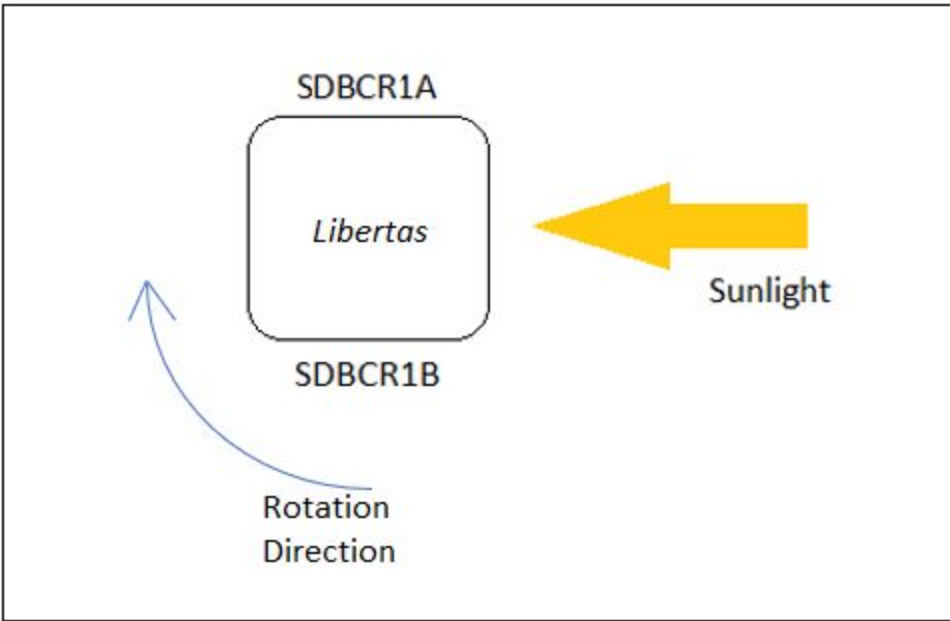 SDBCR1A
Libertas
Sunlight
SDBCR1B
Rotation
Direction